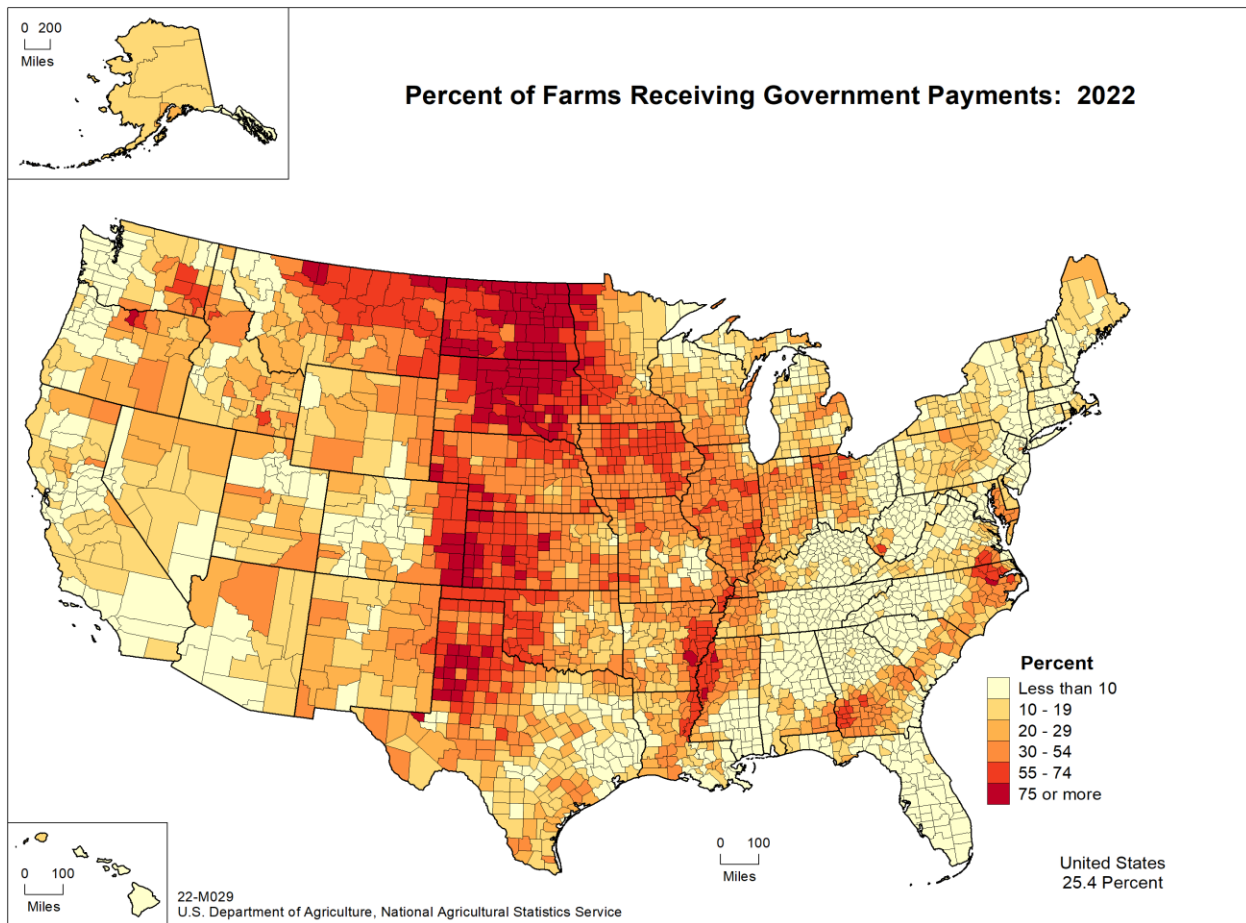 0 200
Miles
Percent of Farms Receiving Government Payments: 2022
Percent
Less than 10
10 - 19
20 - 29
30 - 54
55 - 74
75 or more
0 100
Miles
0 100
Miles
United States
25.4 Percent
22-M029
U.S. Department of Agriculture, National Agricultural Statistics Service